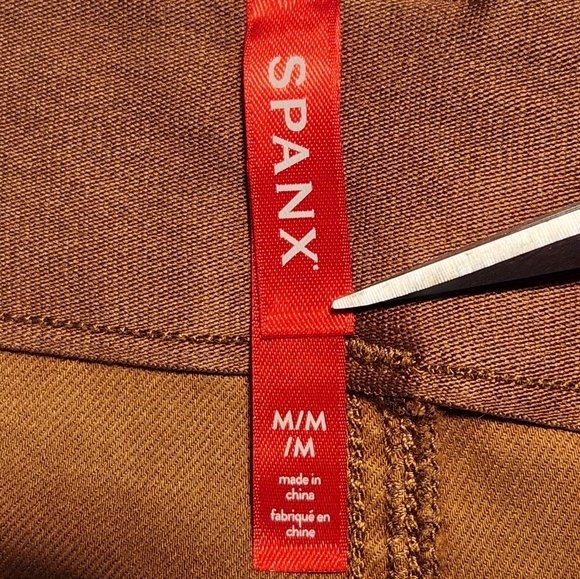 SPANX
M/M
/M
made in
china
fabriqué en
chine